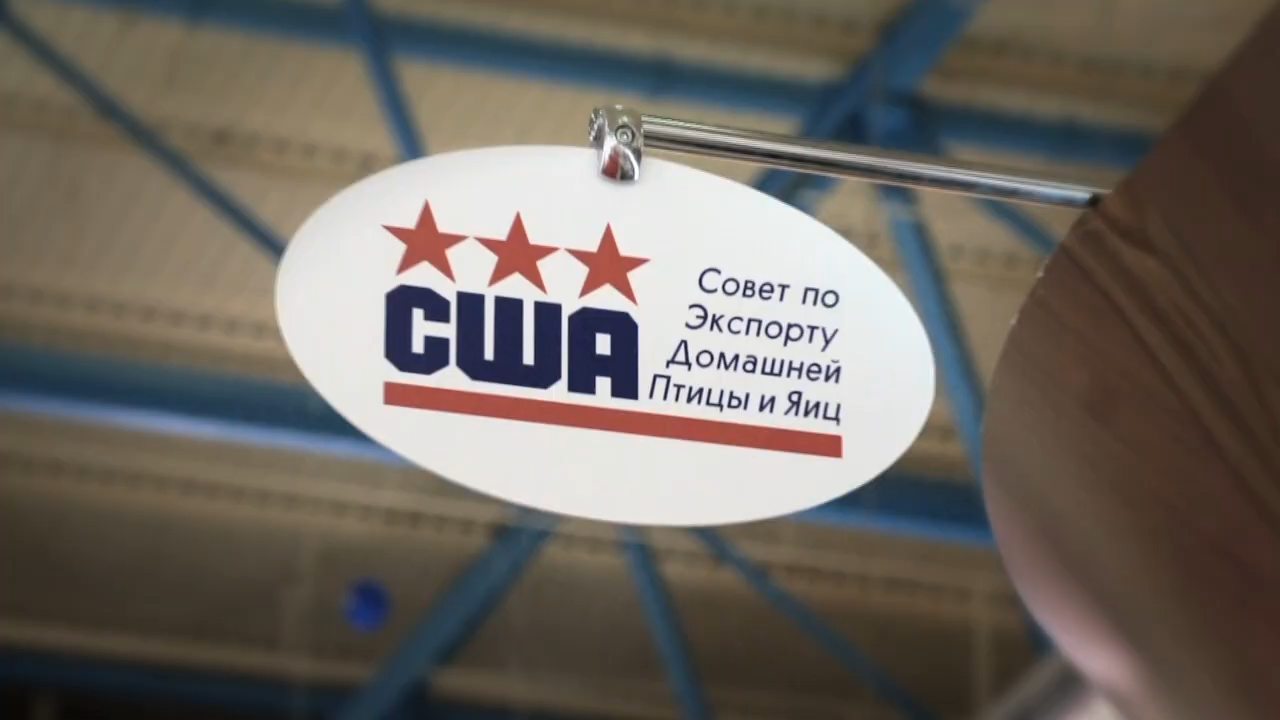 США
Совет по
Экспорту
Домашней
Птицы и Яиц